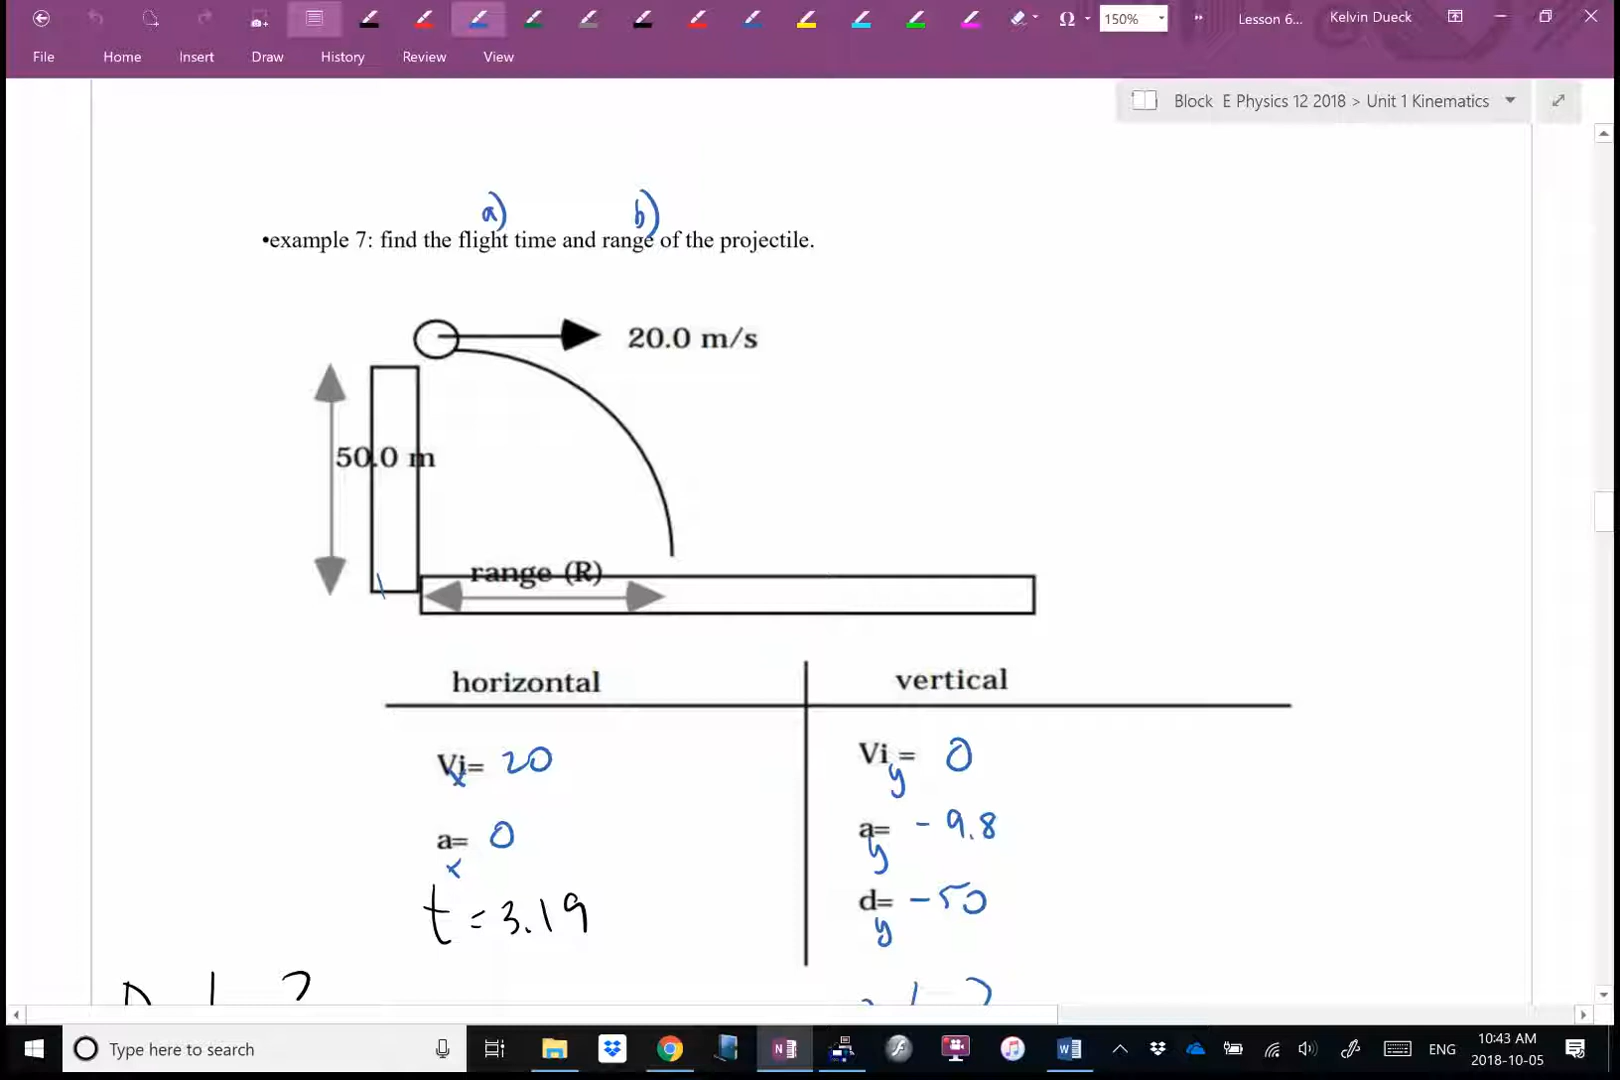 150%
Lesson 6...
Kelvin Dueck
File Home Insert Draw History Review View
Block E Physics 12 2018 > Unit 1 Kinematics
a) b)
•example 7: find the flight time and range of the projectile.
20.0 m/s
50.0 m
range (R)
horizontal
vertical
Vix= 20
Viy= 0
ax= 0
ay= -9.8
t = 3.19
dy= -50
Type here to search
ENG
10:43 AM
2018-10-05